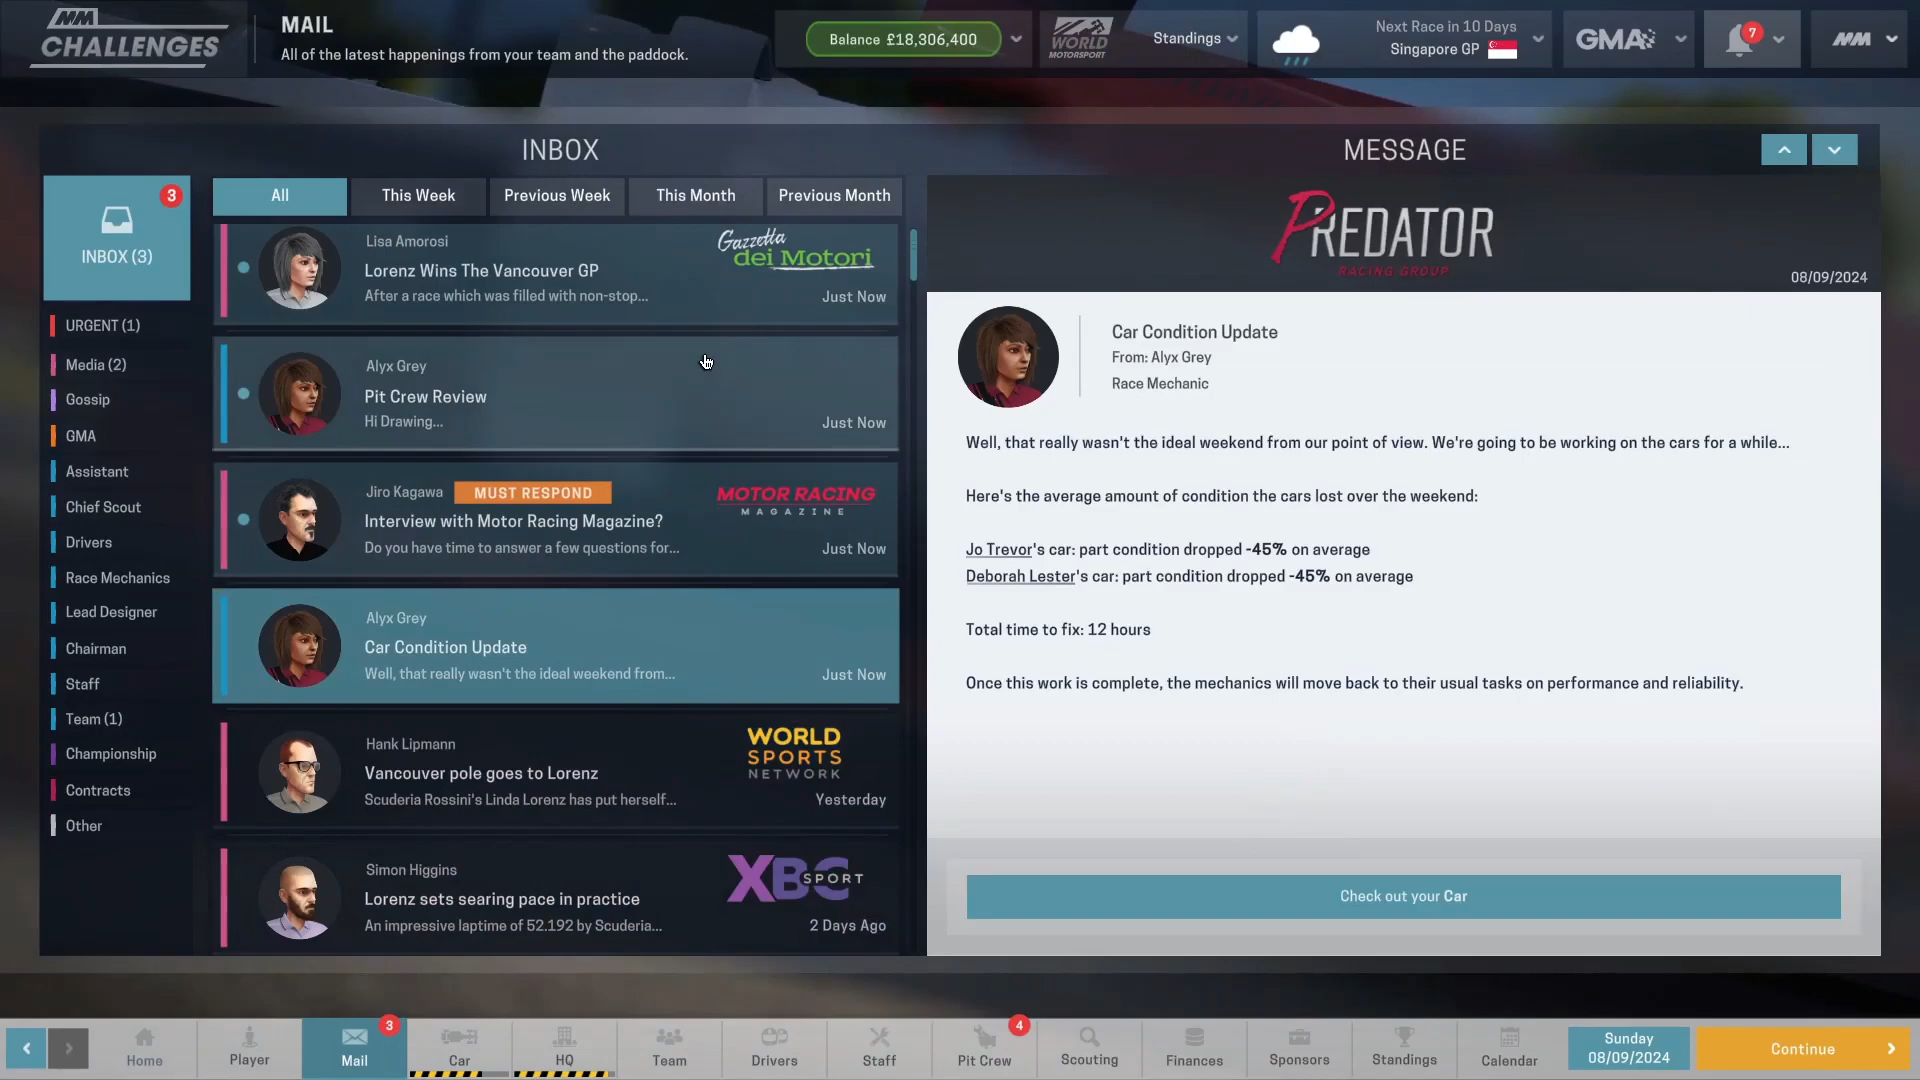 MM
CHALLENGES
MAIL
All of the latest happenings from your team and the paddock.
Balance £18,306,400
WORLD
MOTORSPORT
Standings
Next Race in 10 Days
Singapore GP
GMA
7
MM
INBOX
MESSAGE
3
INBOX (3)
All
This Week
Previous Week
This Month
Previous Month
URGENT (1)
Media (2)
Gossip
GMA
Assistant
Chief Scout
Drivers
Race Mechanics
Lead Designer
Chairman
Staff
Team (1)
Championship
Contracts
Other
Lisa Amorosi
Lorenz Wins The Vancouver GP
After a race which was filled with non-stop...
Gazzetta
dei Motori
Just Now
Alyx Grey
Pit Crew Review
Hi Drawing...
Just Now
Jiro Kagawa
MUST RESPOND
Interview with Motor Racing Magazine?
Do you have time to answer a few questions for...
MOTOR RACING
MAGAZINE
Just Now
Alyx Grey
Car Condition Update
Well, that really wasn't the ideal weekend from...
Just Now
Hank Lipmann
Vancouver pole goes to Lorenz
Scuderia Rossini's Linda Lorenz has put herself...
WORLD
SPORTS
NETWORK
Yesterday
Simon Higgins
Lorenz sets searing pace in practice
An impressive laptime of 52.192 by Scuderia...
XBC SPORT
2 Days Ago
PREDATOR
RACING GROUP
08/09/2024
Car Condition Update
From: Alyx Grey
Race Mechanic
Well, that really wasn't the ideal weekend from our point of view. We're going to be working on the cars for a while...
Here's the average amount of condition the cars lost over the weekend:
Jo Trevor's car: part condition dropped -45% on average
Deborah Lester's car: part condition dropped -45% on average
Total time to fix: 12 hours
Once this work is complete, the mechanics will move back to their usual tasks on performance and reliability.
Check out your Car
Home
Player
3
Mail
Car
HQ
Team
Drivers
Staff
4
Pit Crew
Scouting
Finances
Sponsors
Standings
Calendar
Sunday
08/09/2024
Continue